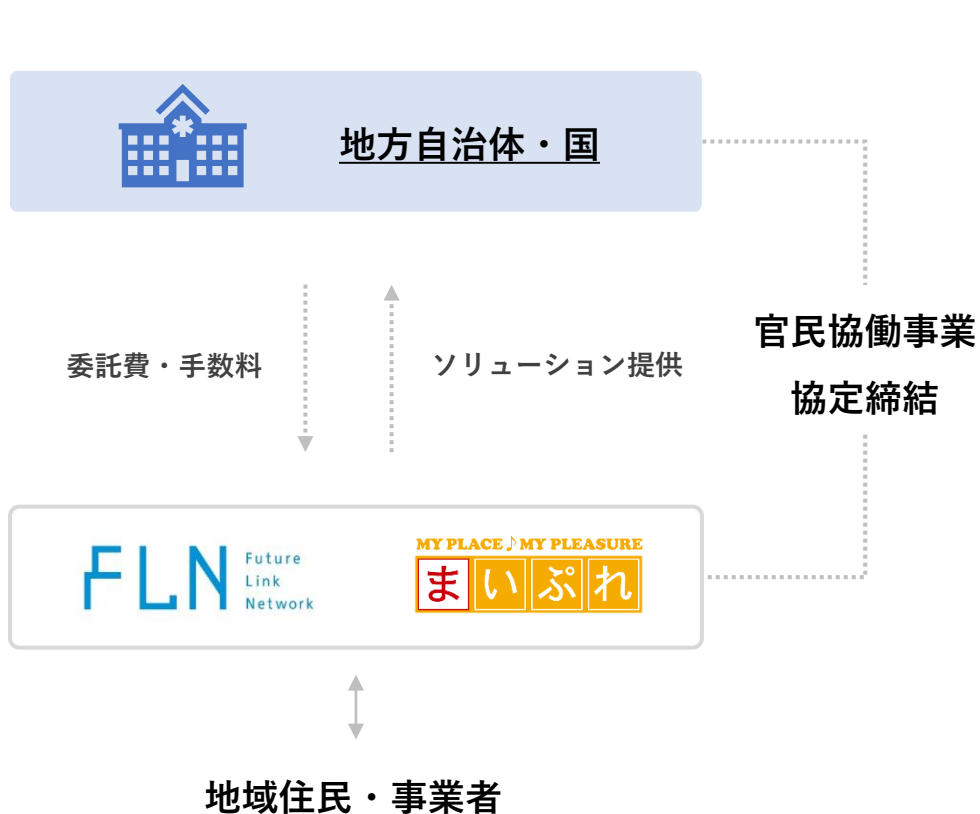 地方自治体・国
委託費・手数料
ソリューション提供
官民協働事業
協定締結
FLN
Future
Link
Network
MY PLACE♪MY PLEASURE
まいぷれ
地域住民・事業者